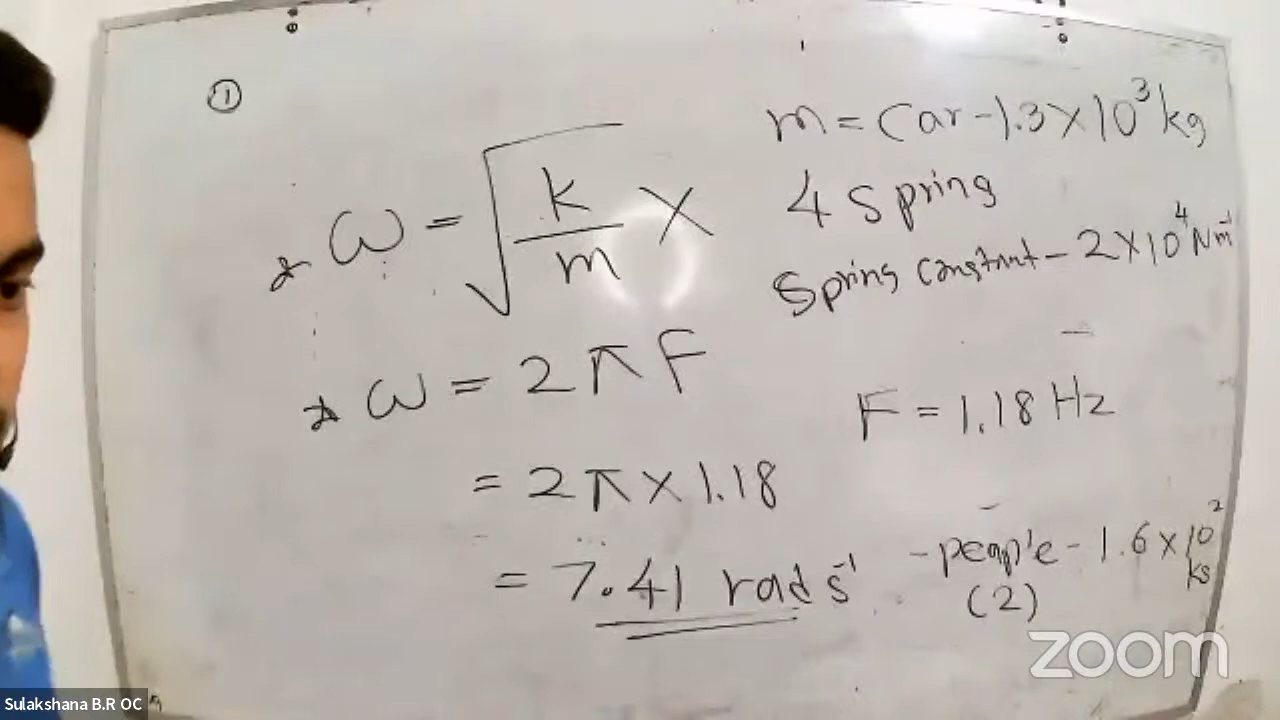 ①
m = Car - 1.3 × 10³ kg
ω = √(k/m) ×
4 Spring
Spring Constant - 2 × 10⁴ Nm⁻¹
ω = 2πF
F = 1.18 Hz
= 2π × 1.18
= 7.41 rad s⁻¹
- people - 1.6 × 10² kg
(2)
zoom
Sulakshana B.R OC